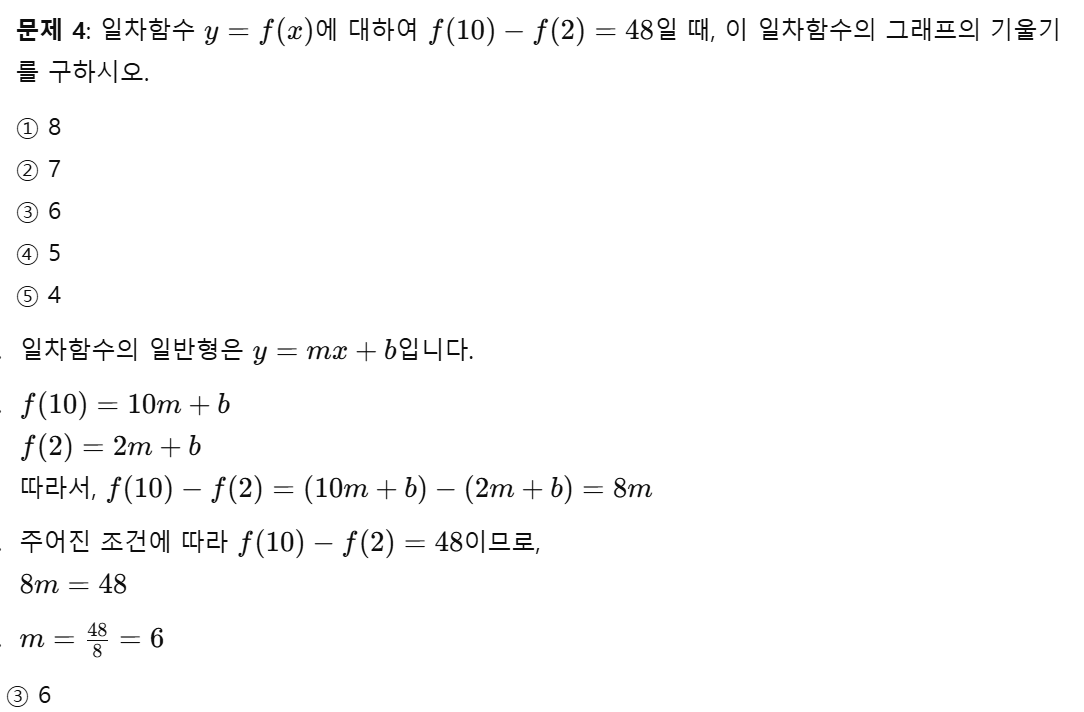 문제 4: 일차함수 y = f(x)에 대하여 f(10) − f(2) = 48일 때, 이 일차함수의 그래프의 기울기
를 구하시오.
① 8
② 7
③ 6
④ 5
⑤ 4
일차함수의 일반형은 y = mx + b입니다.
f(10) = 10m + b
f(2) = 2m + b
따라서, f(10) − f(2) = (10m + b) − (2m + b) = 8m
주어진 조건에 따라 f(10) − f(2) = 48이므로,
8m = 48
m = 48/8 = 6
③ 6